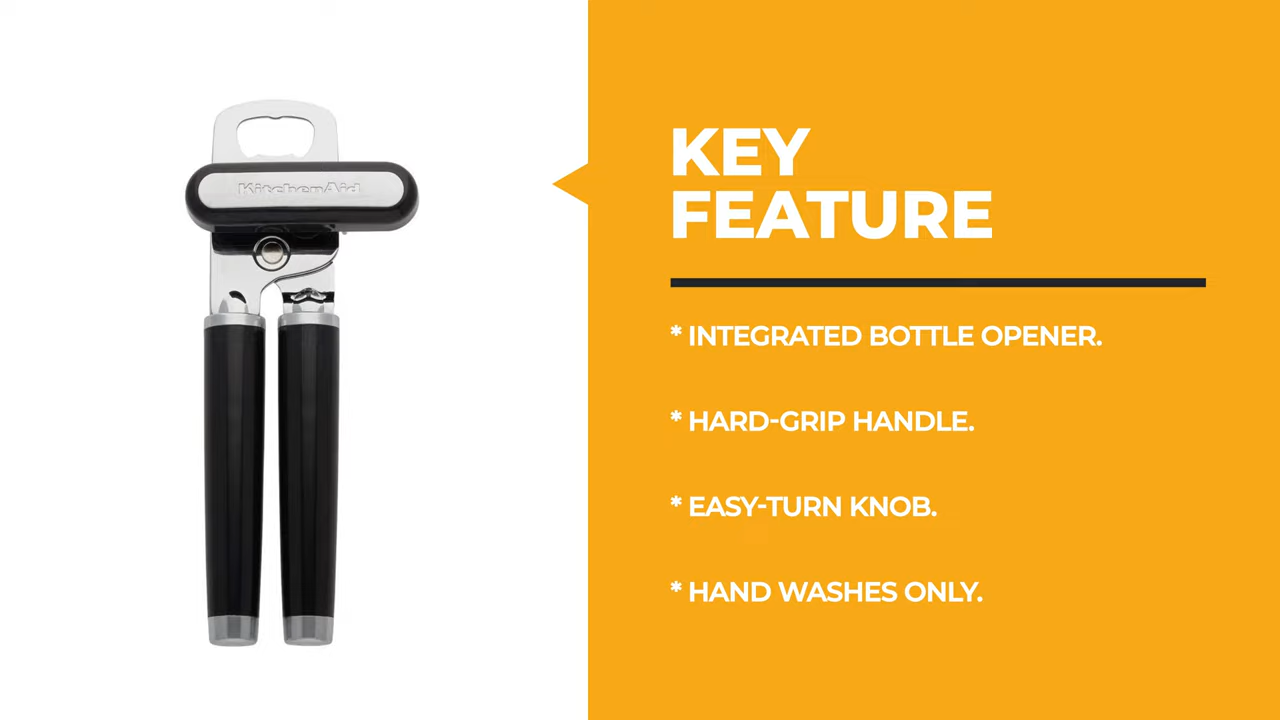 KitchenAid
KEY
FEATURE
* INTEGRATED BOTTLE OPENER.
* HARD-GRIP HANDLE.
* EASY-TURN KNOB.
* HAND WASHES ONLY.